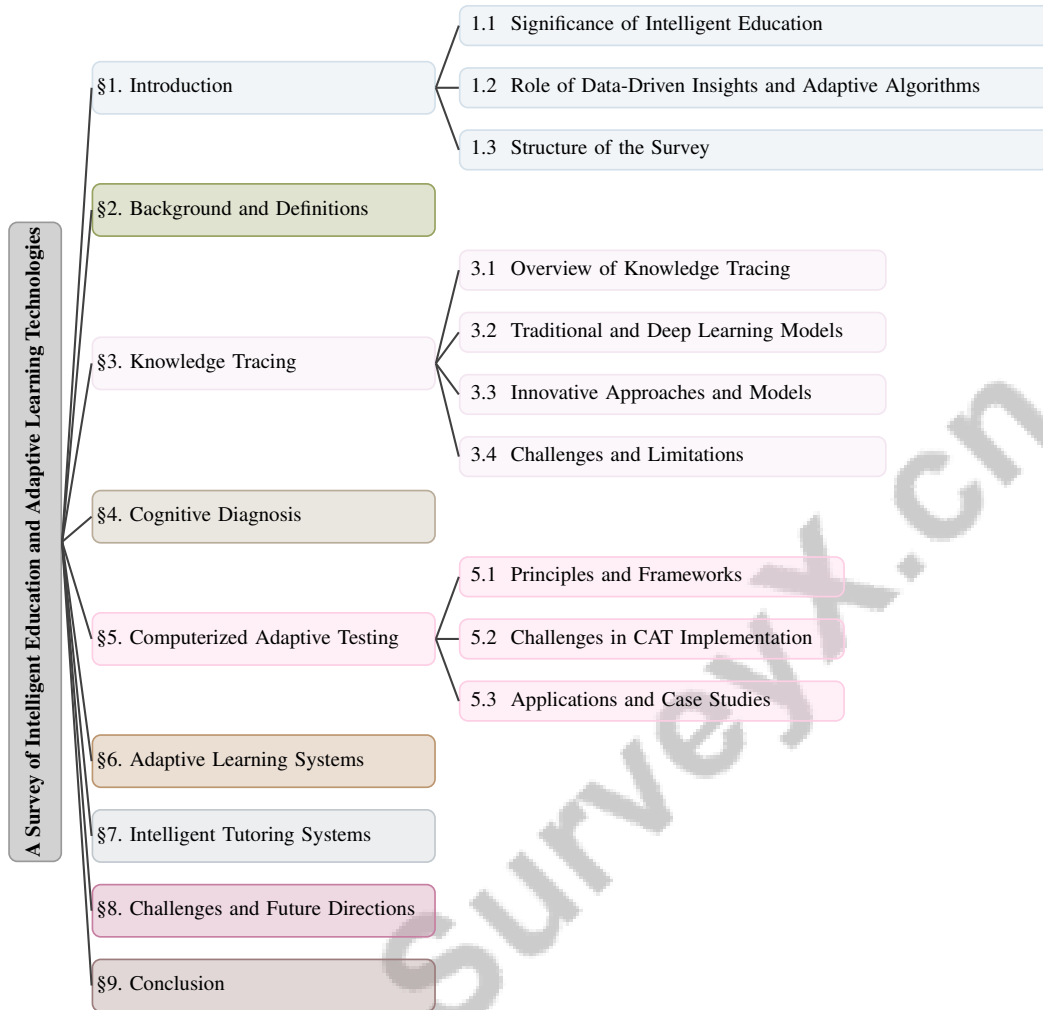 A Survey of Intelligent Education and Adaptive Learning Technologies
§1. Introduction
1.1 Significance of Intelligent Education
1.2 Role of Data-Driven Insights and Adaptive Algorithms
1.3 Structure of the Survey
§2. Background and Definitions
§3. Knowledge Tracing
3.1 Overview of Knowledge Tracing
3.2 Traditional and Deep Learning Models
3.3 Innovative Approaches and Models
3.4 Challenges and Limitations
§4. Cognitive Diagnosis
§5. Computerized Adaptive Testing
5.1 Principles and Frameworks
5.2 Challenges in CAT Implementation
5.3 Applications and Case Studies
§6. Adaptive Learning Systems
§7. Intelligent Tutoring Systems
§8. Challenges and Future Directions
§9. Conclusion
Surveyx.cn